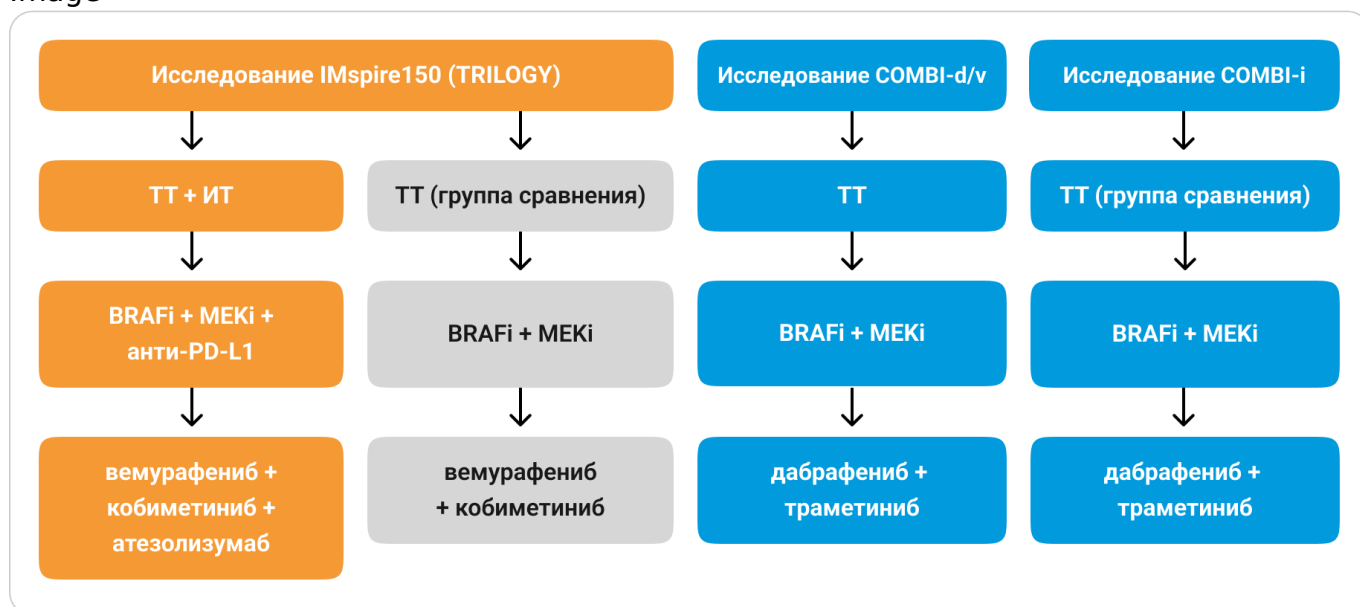 Image
Исследование IMspire150 (TRILOGY)
Исследование COMBI-d/v
Исследование COMBI-i
ТТ + ИТ
ТТ (группа сравнения)
ТТ
ТТ (группа сравнения)
BRAFi + MEKi +
анти-PD-L1
BRAFi + MEKi
BRAFi + MEKi
BRAFi + MEKi
вемурафениб +
кобиметиниб +
атезолизумаб
вемурафениб
+ кобиметиниб
дабрафениб +
траметиниб
дабрафениб +
траметиниб